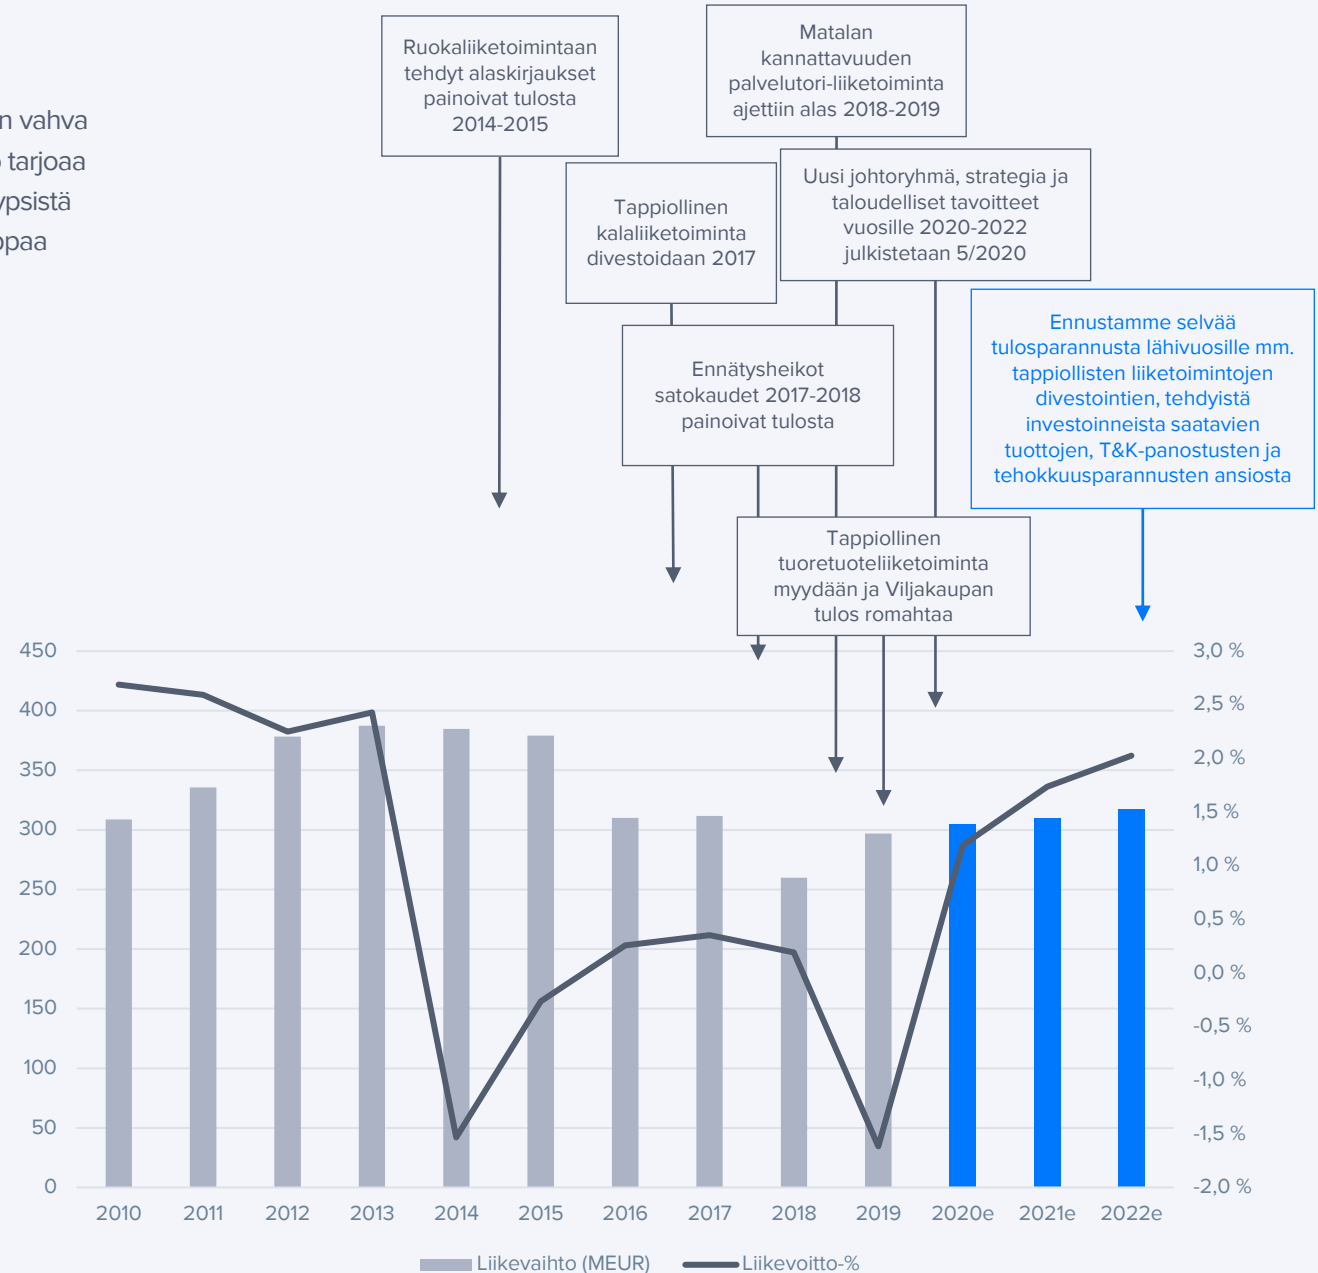 Ruokaliiketoimintaan
tehdyt alaskirjaukset
painoivat tulosta
2014-2015
Matalan
kannattavuuden
palvelutori-liiketoiminta
ajettiin alas 2018-2019
n vahva
tarjoaa
ypsistä
paa
Tappiollinen
kalaliiketoiminta
divestoidaan 2017
Uusi johtoryhmä, strategia ja
taloudelliset tavoitteet
vuosille 2020-2022
julkistetaan 5/2020
Ennätysheikot
satokaudet 2017-2018
painoivat tulosta
Ennustamme selvää
tulosparannusta lähivuosille mm.
tappiollisten liiketoimintojen
divestointien, tehdyistä
investoinneista saatavien
tuottojen, T&K-panostusten ja
tehokkuusparannusten ansiosta
Tappiollinen
tuoretuoteliiketoiminta
myydään ja Viljakaupan
tulos romahtaa
450
400
350
300
250
200
150
100
50
0
3,0 %
2,5 %
2,0 %
1,5 %
1,0 %
0,5 %
0,0 %
-0,5 %
-1,0 %
-1,5 %
-2,0 %
2010 2011 2012 2013 2014 2015 2016 2017 2018 2019 2020e 2021e 2022e
Liikevaihto (MEUR) Liikevoitto-%